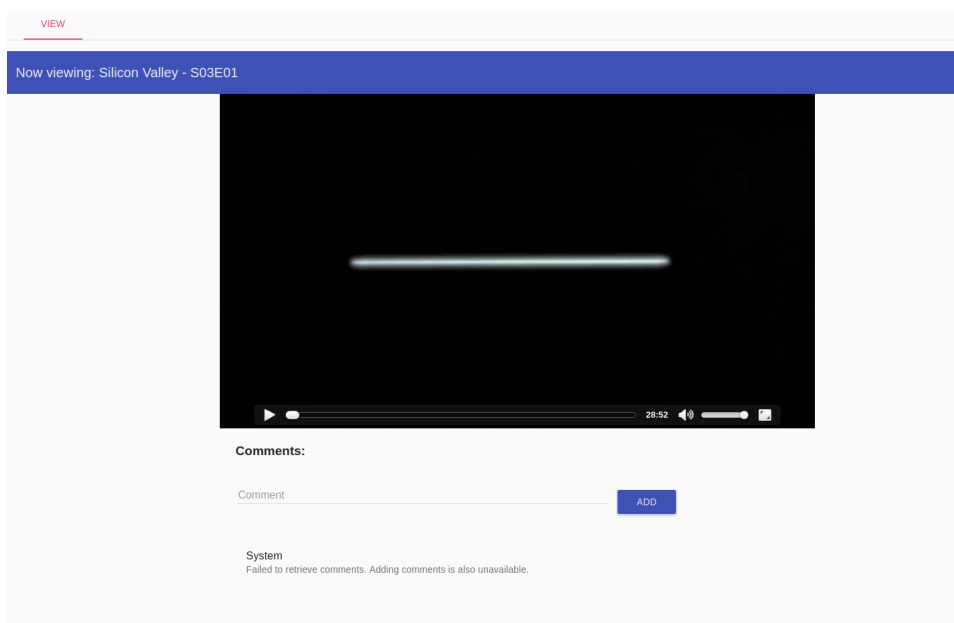 VIEW
Now viewing: Silicon Valley - S03E01
28:52
Comments:
Comment
ADD
System
Failed to retrieve comments. Adding comments is also unavailable.